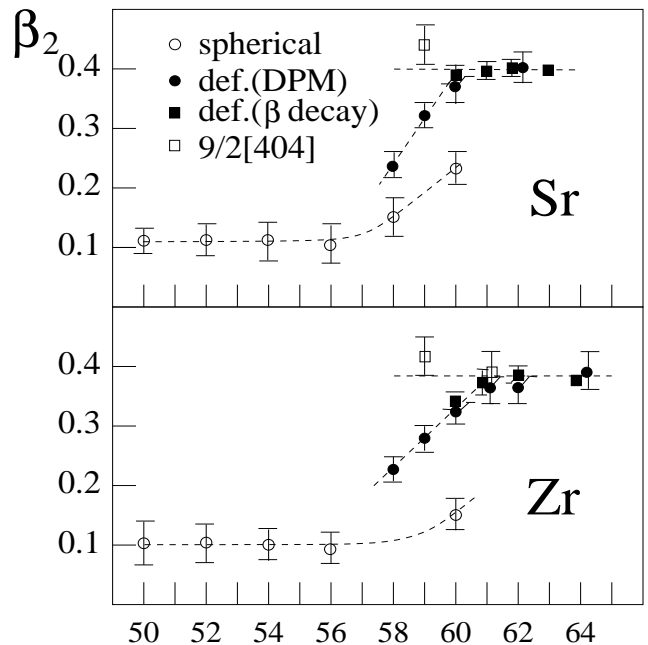 β2
0.4
0.3
0.2
0.1
spherical
def.(DPM)
def.(β decay)
9/2[404]
Sr
0.4
0.3
0.2
0.1
Zr
50 52 54 56 58 60 62 64